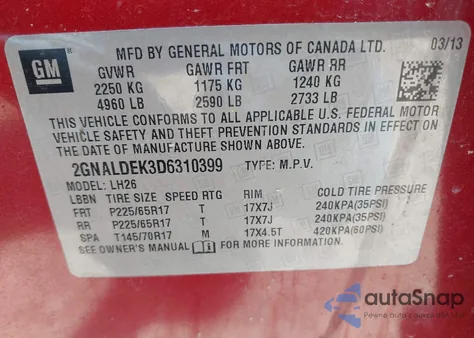 GM
MFD BY GENERAL MOTORS OF CANADA LTD. 03/13
GVWR GAWR FRT GAWR RR
2250 KG 1175 KG 1240 KG
4960 LB 2590 LB 2733 LB
THIS VEHICLE CONFORMS TO ALL APPLICABLE U.S. FEDERAL MOTOR
VEHICLE SAFETY AND THEFT PREVENTION STANDARDS IN EFFECT ON THE
DATE OF MANUFACTURE SHOWN ABOVE.
2GNALDEK3D6310399 TYPE: M.P.V.
MODEL: LH26
LBBN TIRE SIZE SPEED RTG RIM COLD TIRE PRESSURE
FRT P225/65R17 T 17X7J 240KPA(35PSI)
RR P225/65R17 T 17X7J 240KPA(35PSI)
SPA T145/70R17 M 17X4.5T 420KPA(60PSI)
SEE OWNER'S MANUAL FOR MORE INFORMATION.
autoSnap
Pewne auto z USA